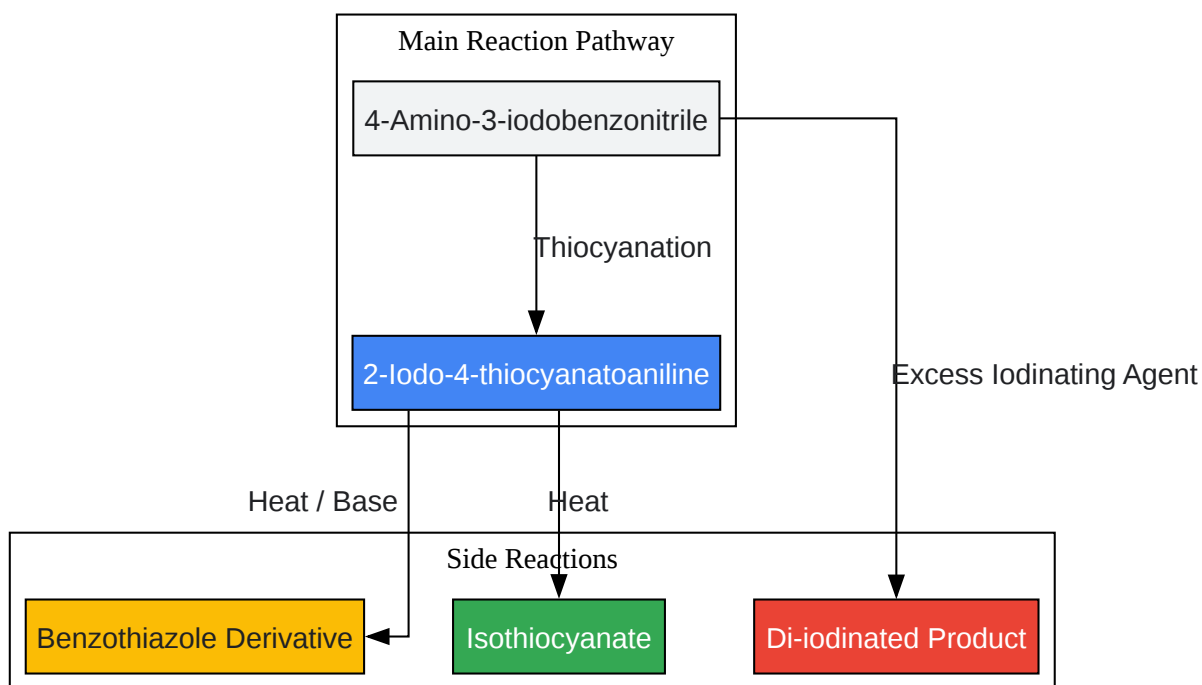 Main Reaction Pathway
4-Amino-3-iodobenzonitrile
Thiocyanation
2-Iodo-4-thiocyanatoaniline
Excess Iodinating Agent
Heat / Base
Heat
Side Reactions
Benzothiazole Derivative
Isothiocyanate
Di-iodinated Product